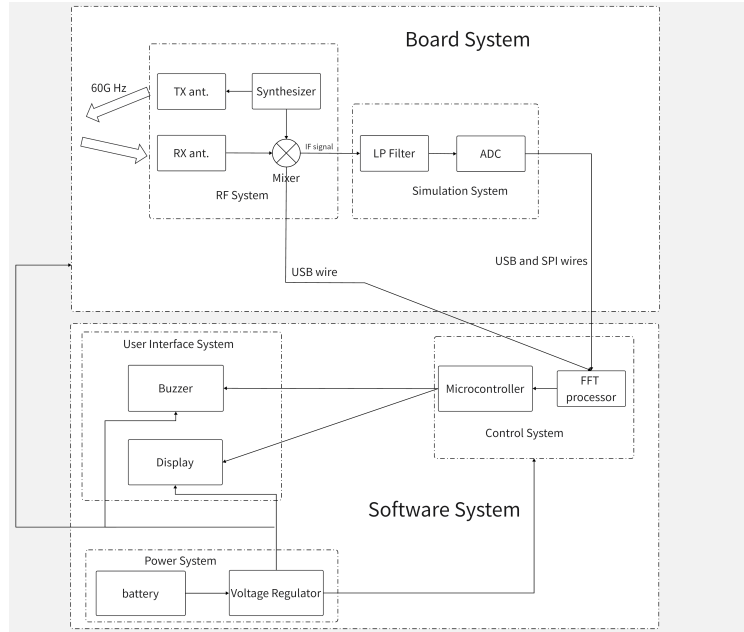 Board System
60G Hz
TX ant.
Synthesizer
RX ant.
IF signal
LP Filter
ADC
Mixer
RF System
Simulation System
USB and SPI wires
USB wire
User Interface System
Buzzer
Microcontroller
FFT
processor
Control System
Display
Software System
Power System
battery
Voltage Regulator